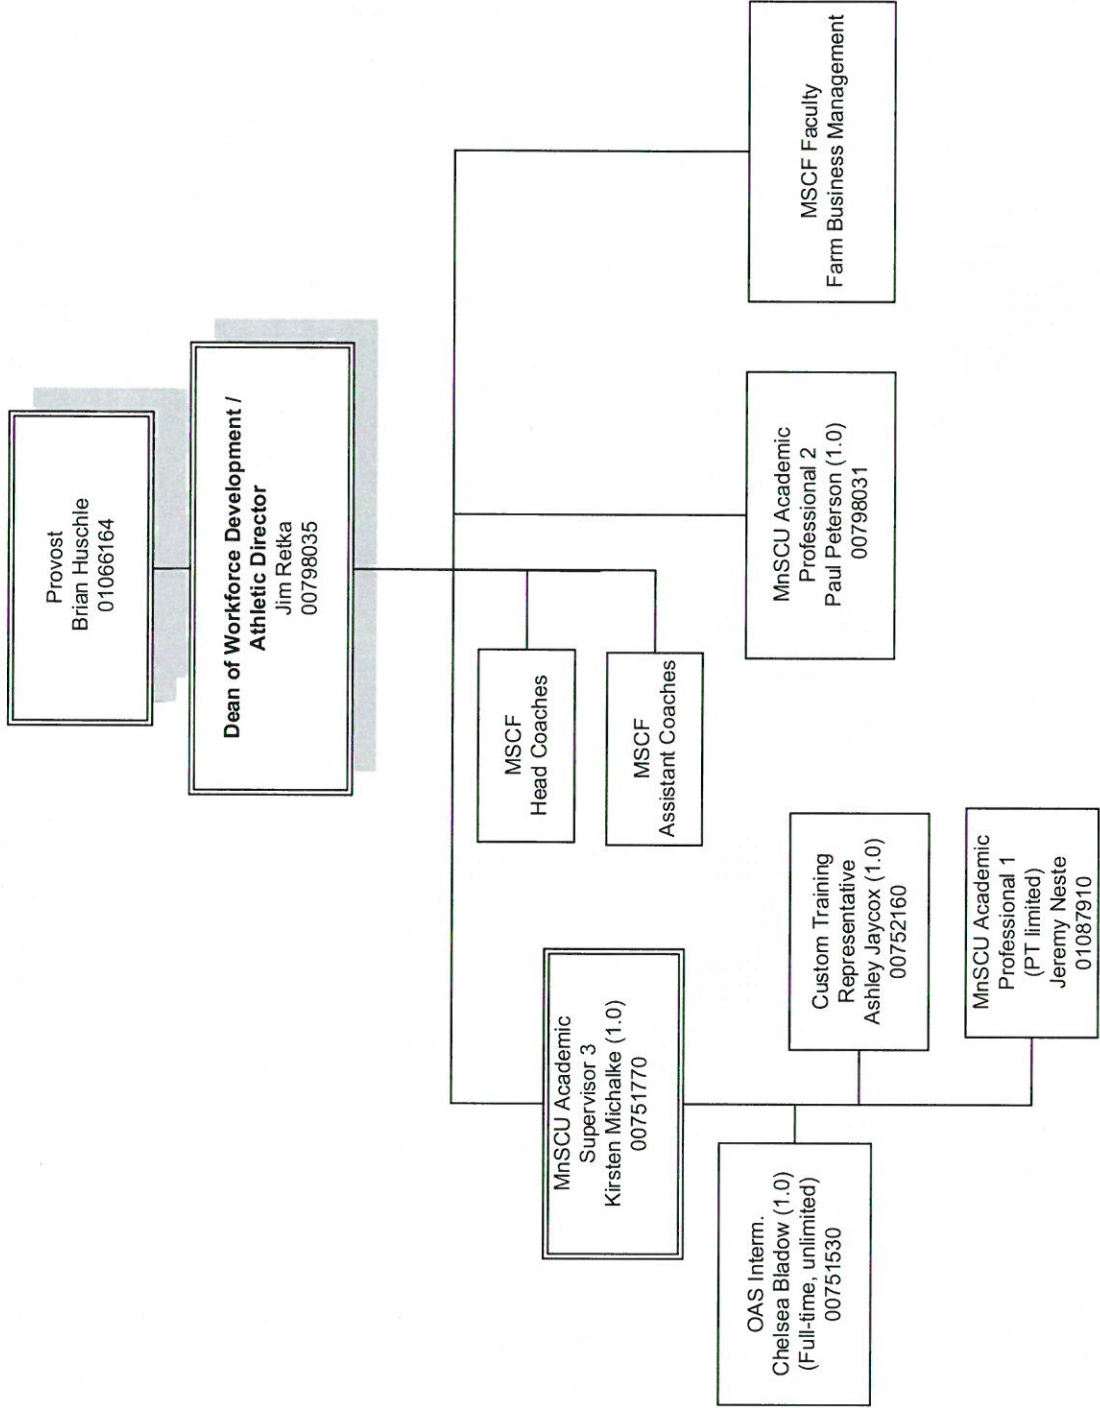 Provost
Brian Huschle
01066164
Dean of Workforce Development /
Athletic Director
Jim Retka
00798035
MSCF
Head Coaches
MSCF
Assistant Coaches
MnSCU Academic
Supervisor 3
Kirsten Michalke (1.0)
00751770
MnSCU Academic
Professional 2
Paul Peterson (1.0)
00798031
MSCF Faculty
Farm Business Management
OAS Interm.
Chelsea Bladow (1.0)
(Full-time, unlimited)
00751530
Custom Training
Representative
Ashley Jaycox (1.0)
00752160
MnSCU Academic
Professional 1
(PT limited)
Jeremy Neste
01087910